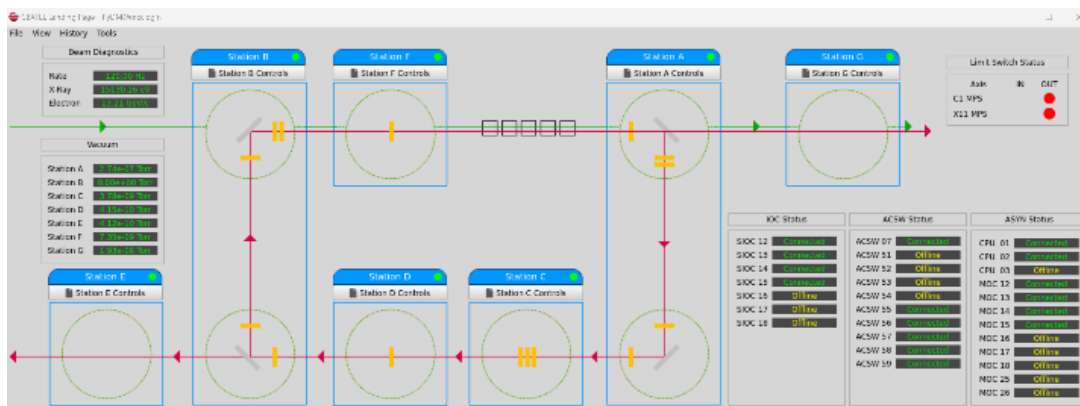 File View History Tools
Beam Diagnostics
Rate 120.00 Hz
X-Ray
Electron
Vacuum
Station A
Station B 0.00e+00 Torr
Station C
Station D
Station E
Station F
Station G
Station B
Station B Controls
Station F
Station F Controls
Station A
Station A Controls
Station G
Station G Controls
Limit Switch Status
Axis IN OUT
C1 MPS
X11 MPS
Station E
Station E Controls
Station D
Station D Controls
Station C
Station C Controls
IOC Status
SIOC 12 Connected
SIOC 13 Connected
SIOC 14 Connected
SIOC 15 Connected
SIOC 16 Offline
SIOC 17 Offline
SIOC 18 Offline
ACSW Status
ACSW 07 Connected
ACSW 51 Offline
ACSW 52 Offline
ACSW 53 Offline
ACSW 54 Offline
ACSW 55 Connected
ACSW 56 Connected
ACSW 57 Connected
ACSW 58 Connected
ACSW 59 Connected
ASYN Status
CPU 01 Connected
CPU 02 Connected
CPU 03 Offline
MOC 12 Connected
MOC 13 Connected
MOC 14 Connected
MOC 15 Connected
MOC 16 Offline
MOC 17 Offline
MOC 18 Offline
MOC 25 Offline
MOC 26 Offline